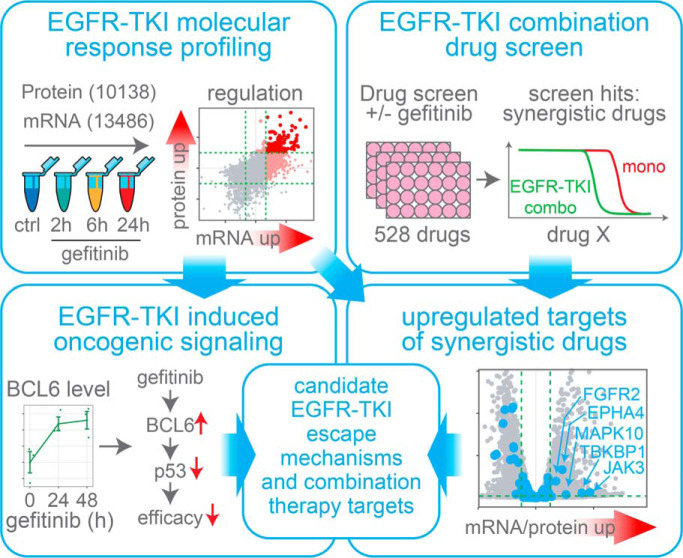 EGFR-TKI molecular
response profiling
Protein (10138)
mRNA (13486)
ctrl 2h 6h 24h
gefitinib
regulation
protein up
mRNA up
EGFR-TKI combination
drug screen
Drug screen
+/- gefitinib
528 drugs
screen hits:
synergistic drugs
mono
EGFR-TKI
combo
drug X
EGFR-TKI induced
oncogenic signaling
BCL6 level
0 24 48
gefitinib (h)
gefitinib
BCL6
p53
efficacy
candidate
EGFR-TKI
escape
mechanisms
and combination
therapy targets
upregulated targets
of synergistic drugs
FGFR2
EPHA4
MAPK10
TBKBP1
JAK3
mRNA/protein up